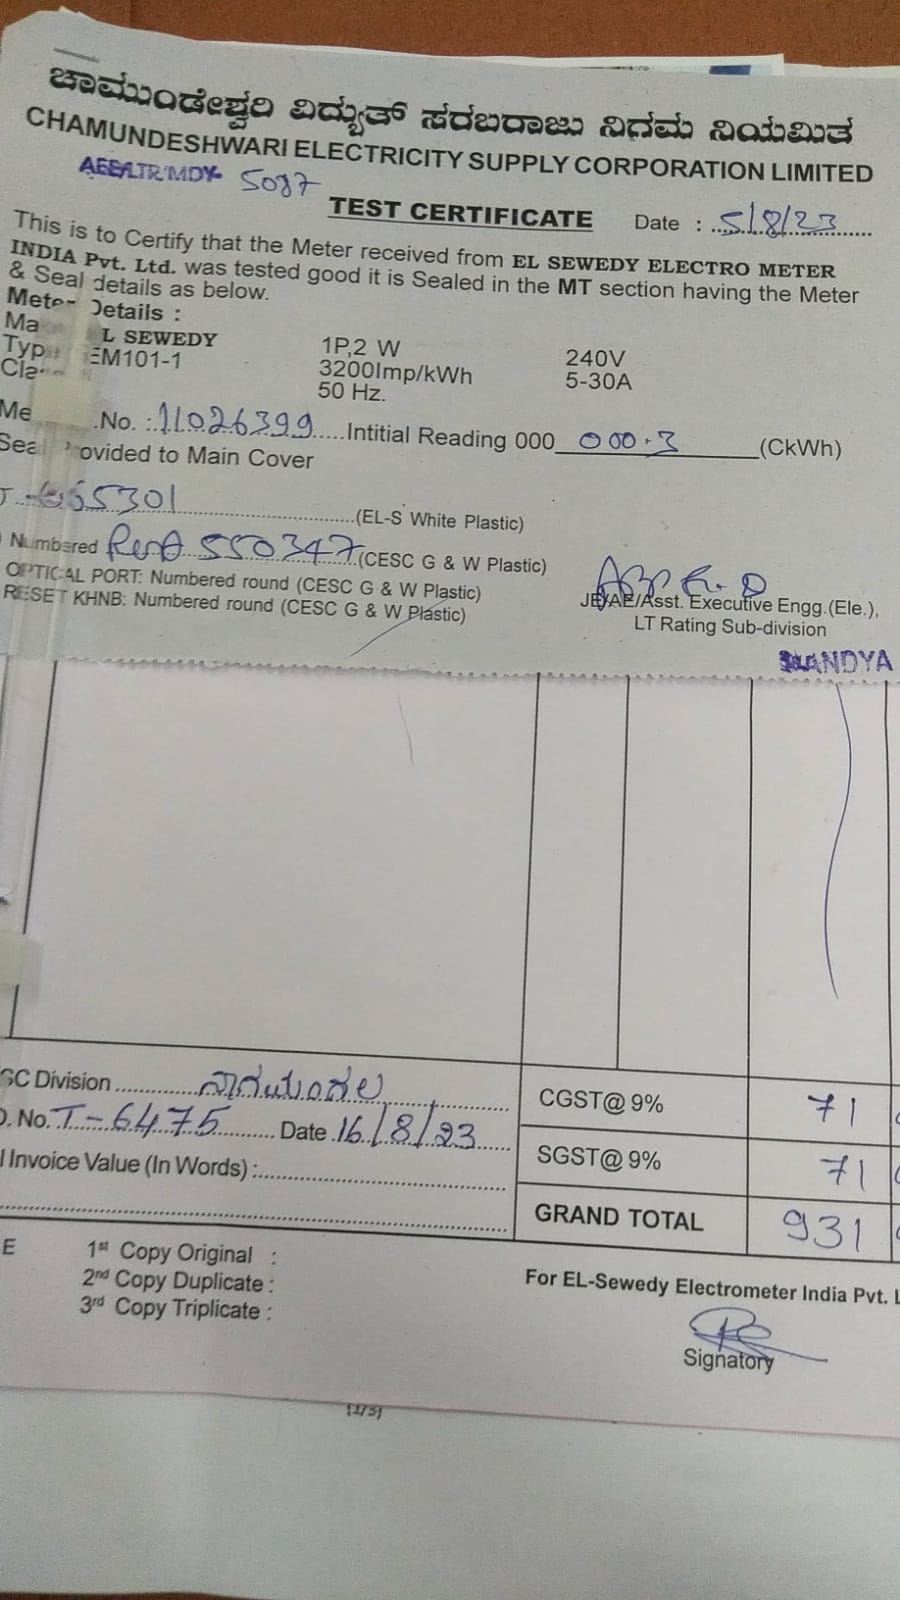 ಚಾಮುಂಡೇಶ್ವರಿ ವಿದ್ಯುತ್ ಸರಬರಾಜು ನಿಗಮ ನಿಯಮಿತ
CHAMUNDESHWARI ELECTRICITY SUPPLY CORPORATION LIMITED
5087
TEST CERTIFICATE Date : 5/8/23
This is to Certify that the Meter received from EL SEWEDY ELECTRO METER
INDIA Pvt. Ltd. was tested good it is Sealed in the MT section having the Meter
& Seal details as below.
Details :
SEWEDY 1P,2 W 240V
EM101-1 3200Imp/kWh 5-30A
50 Hz.
No. : 11026399 Intitial Reading 000 000.3 (CkWh)
to Main Cover
(EL-S White Plastic)
Numbered 550347 (CESC G & W Plastic)
OPTICAL PORT: Numbered round (CESC G & W Plastic)
RESET KHNB: Numbered round (CESC G & W Plastic)
JE/AE/Asst. Executive Engg.(Ele.),
LT Rating Sub-division
MANDYA
Division ನಾಗಮಂಗಲ CGST@ 9% 71
No. T-6475 Date 16/8/23 SGST@ 9% 71
Invoice Value (In Words) : GRAND TOTAL 931
E 1st Copy Original :
2nd Copy Duplicate :
3rd Copy Triplicate :
For EL-Sewedy Electrometer India Pvt.
Signatory